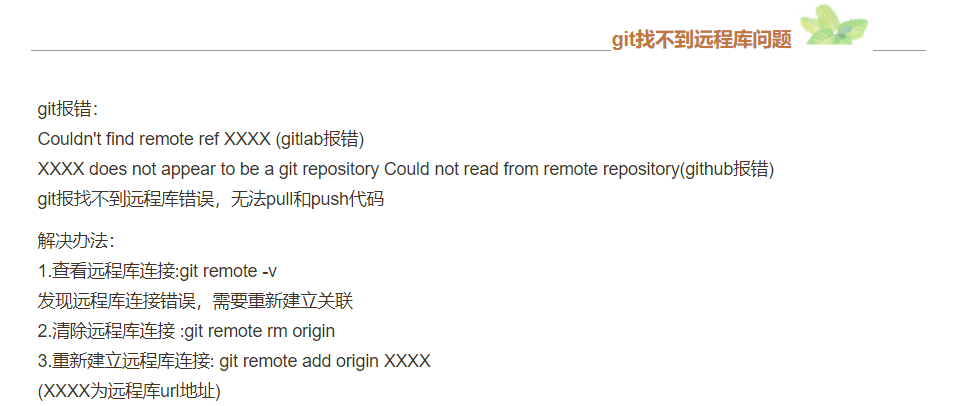 git找不到远程库问题
git报错：
Couldn't find remote ref XXXX (gitlab报错)
XXXX does not appear to be a git repository Could not read from remote repository(github报错)
git报找不到远程库错误，无法pull和push代码
解决办法：
1.查看远程库连接:git remote -v
发现远程库连接错误，需要重新建立关联
2.清除远程库连接 :git remote rm origin
3.重新建立远程库连接: git remote add origin XXXX
(XXXX为远程库url地址)